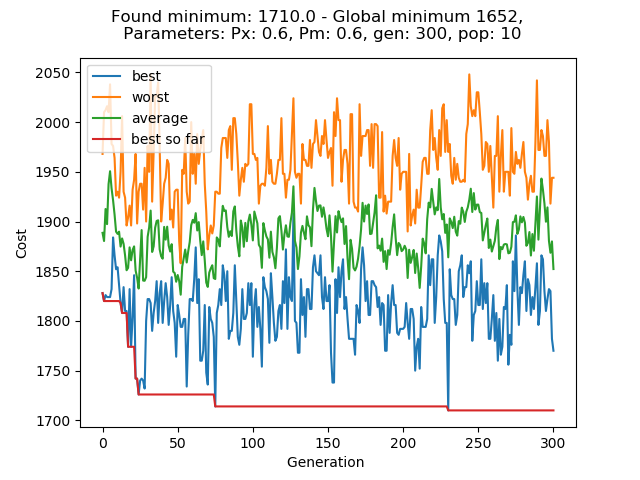 Found minimum: 1710.0 - Global minimum 1652,
Parameters: Px: 0.6, Pm: 0.6, gen: 300, pop: 10
2050
2000
1950
1900
1850
1800
1750
1700
Cost
best
worst
average
best so far
0 50 100 150 200 250 300
Generation